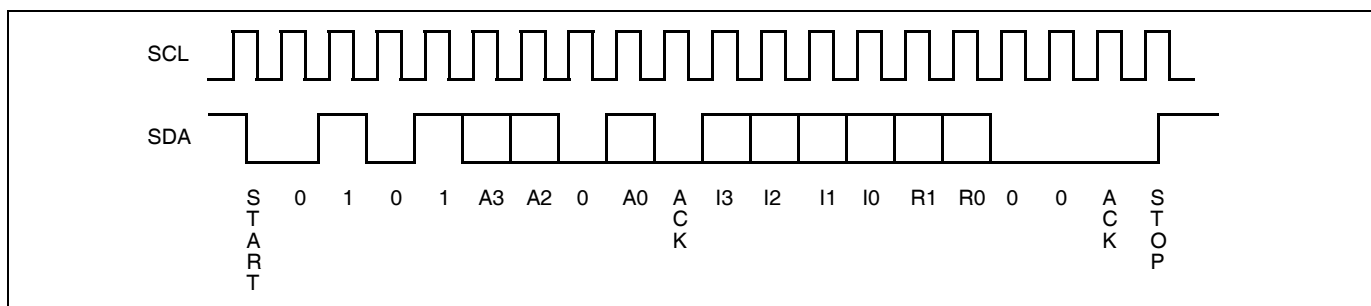 SCL
SDA
START 0 1 0 1 A3 A2 0 A0 ACK I3 I2 I1 I0 R1 R0 0 0 ACK STOP